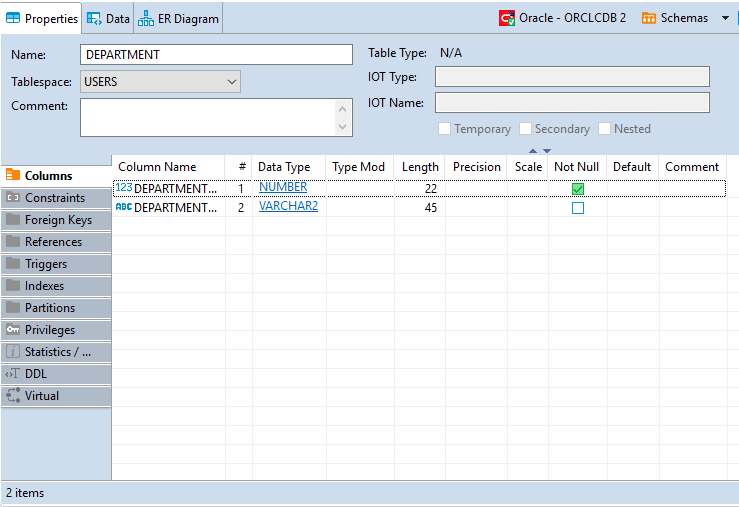 Properties Data ER Diagram Oracle - ORCLCDB 2 Schemas
Name: DEPARTMENT Table Type: N/A
Tablespace: USERS IOT Type:
Comment: IOT Name:
Temporary Secondary Nested
Column Name # Data Type Type Mod Length Precision Scale Not Null Default Comment
123 DEPARTMENT... 1 NUMBER 22
ABC DEPARTMENT... 2 VARCHAR2 45
Columns
Constraints
Foreign Keys
References
Triggers
Indexes
Partitions
Privileges
Statistics / ...
DDL
Virtual
2 items